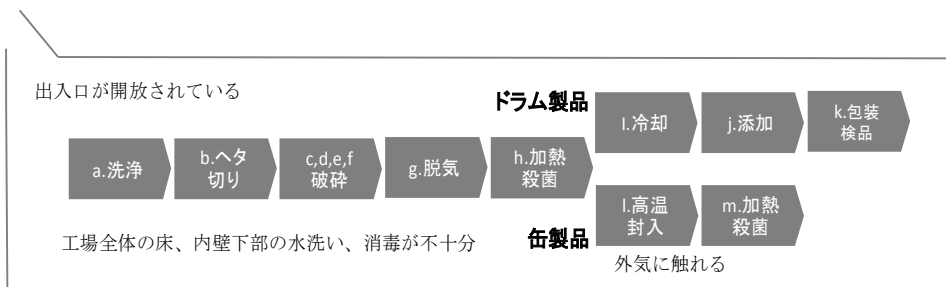 出入口が開放されている
ドラム製品
I.冷却
j.添加
k.包装
検品
a.洗浄
b.ヘタ
切り
c,d,e,f
破砕
g.脱気
h.加熱
殺菌
缶製品
l.高温
封入
m.加熱
殺菌
工場全体の床、内壁下部の水洗い、消毒が不十分
外気に触れる